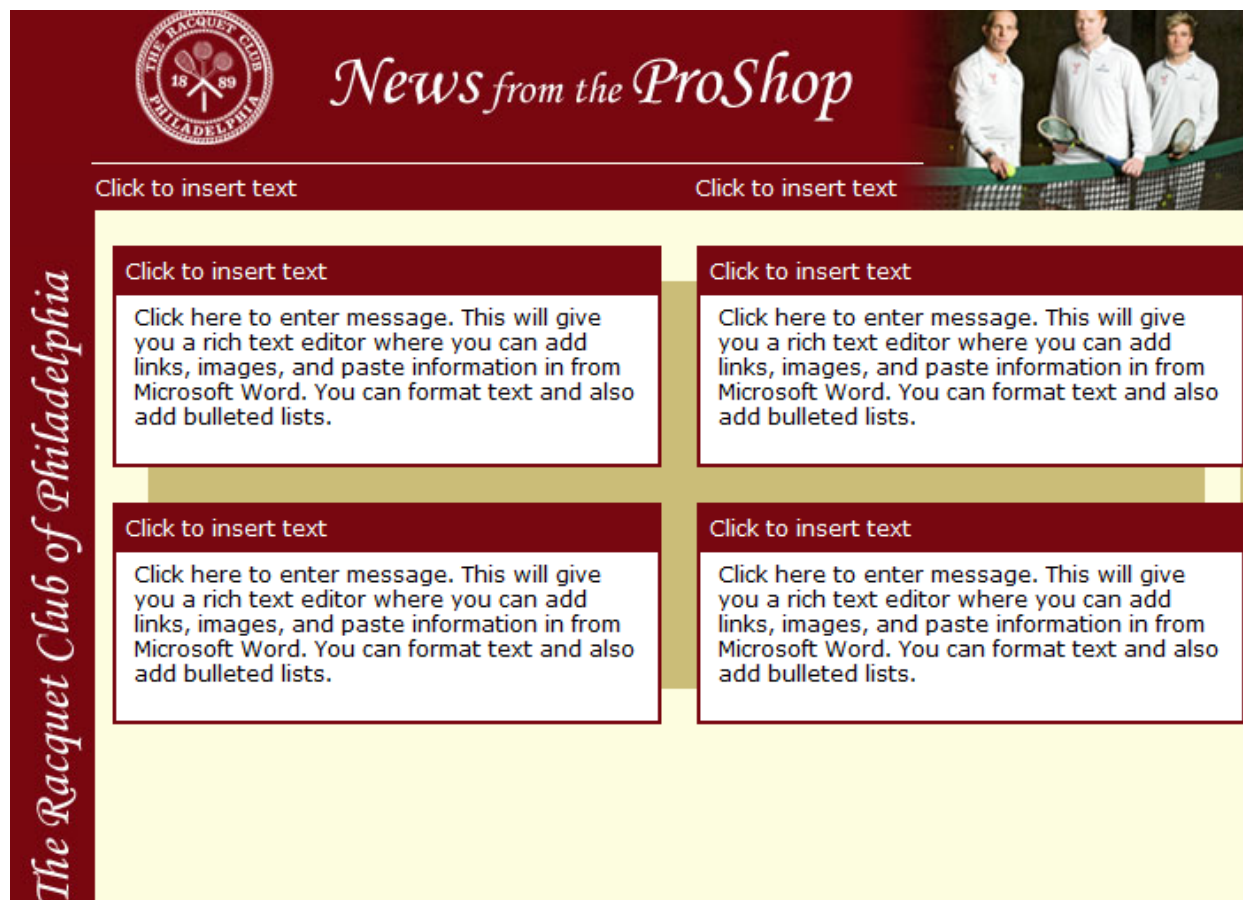 THE RACQUET CLUB
18 89
PHILADELPHIA
News from the ProShop
Click to insert text
Click to insert text
The Racquet Club of Philadelphia
Click to insert text
Click here to enter message. This will give
you a rich text editor where you can add
links, images, and paste information in from
Microsoft Word. You can format text and also
add bulleted lists.
Click to insert text
Click here to enter message. This will give
you a rich text editor where you can add
links, images, and paste information in from
Microsoft Word. You can format text and also
add bulleted lists.
Click to insert text
Click here to enter message. This will give
you a rich text editor where you can add
links, images, and paste information in from
Microsoft Word. You can format text and also
add bulleted lists.
Click to insert text
Click here to enter message. This will give
you a rich text editor where you can add
links, images, and paste information in from
Microsoft Word. You can format text and also
add bulleted lists.